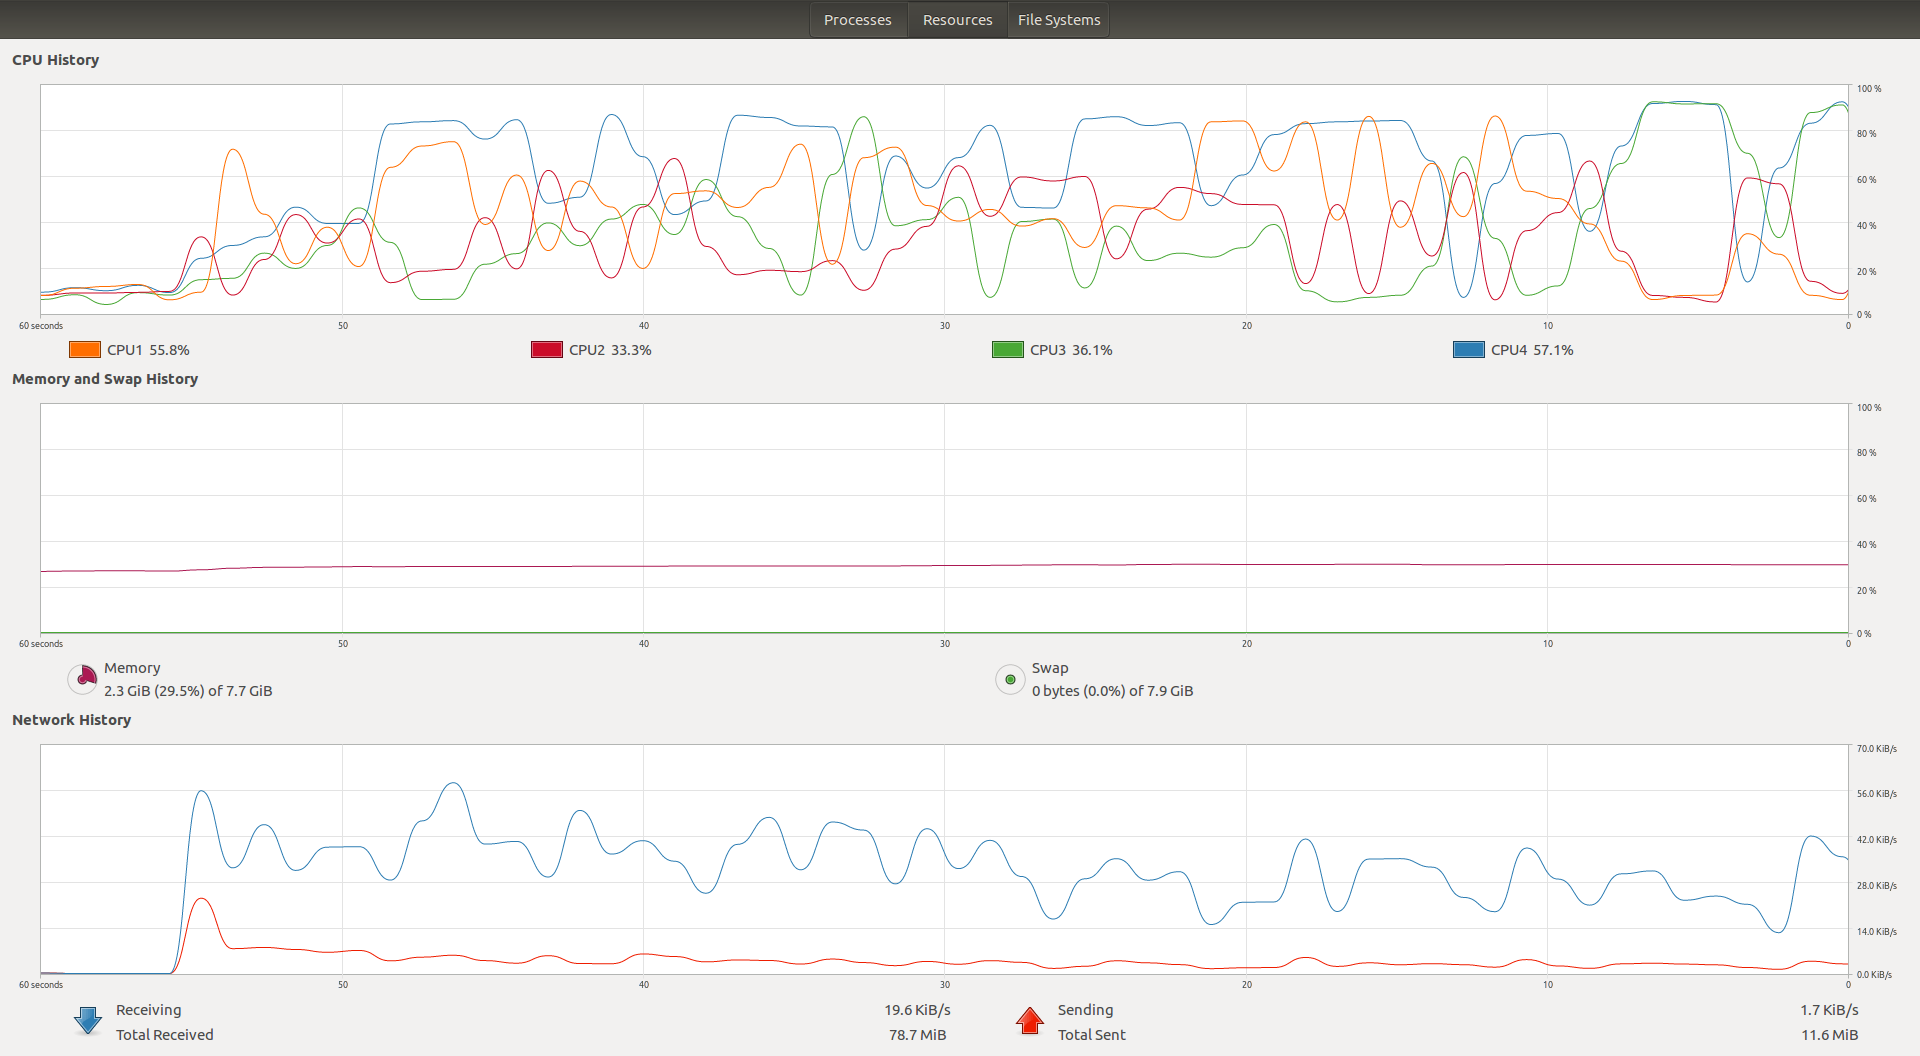 Processes Resources File Systems
CPU History
100 %
80 %
60 %
40 %
20 %
0 %
60 seconds 50 40 30 20 10 0
CPU1 55.8% CPU2 33.3% CPU3 36.1% CPU4 57.1%
Memory and Swap History
100 %
80 %
60 %
40 %
20 %
0 %
60 seconds 50 40 30 20 10 0
Memory Swap
2.3 GiB (29.5%) of 7.7 GiB 0 bytes (0.0%) of 7.9 GiB
Network History
70.0 KiB/s
56.0 KiB/s
42.0 KiB/s
28.0 KiB/s
14.0 KiB/s
0.0 KiB/s
60 seconds 50 40 30 20 10 0
Receiving 19.6 KiB/s Sending 1.7 KiB/s
Total Received 78.7 MiB Total Sent 11.6 MiB